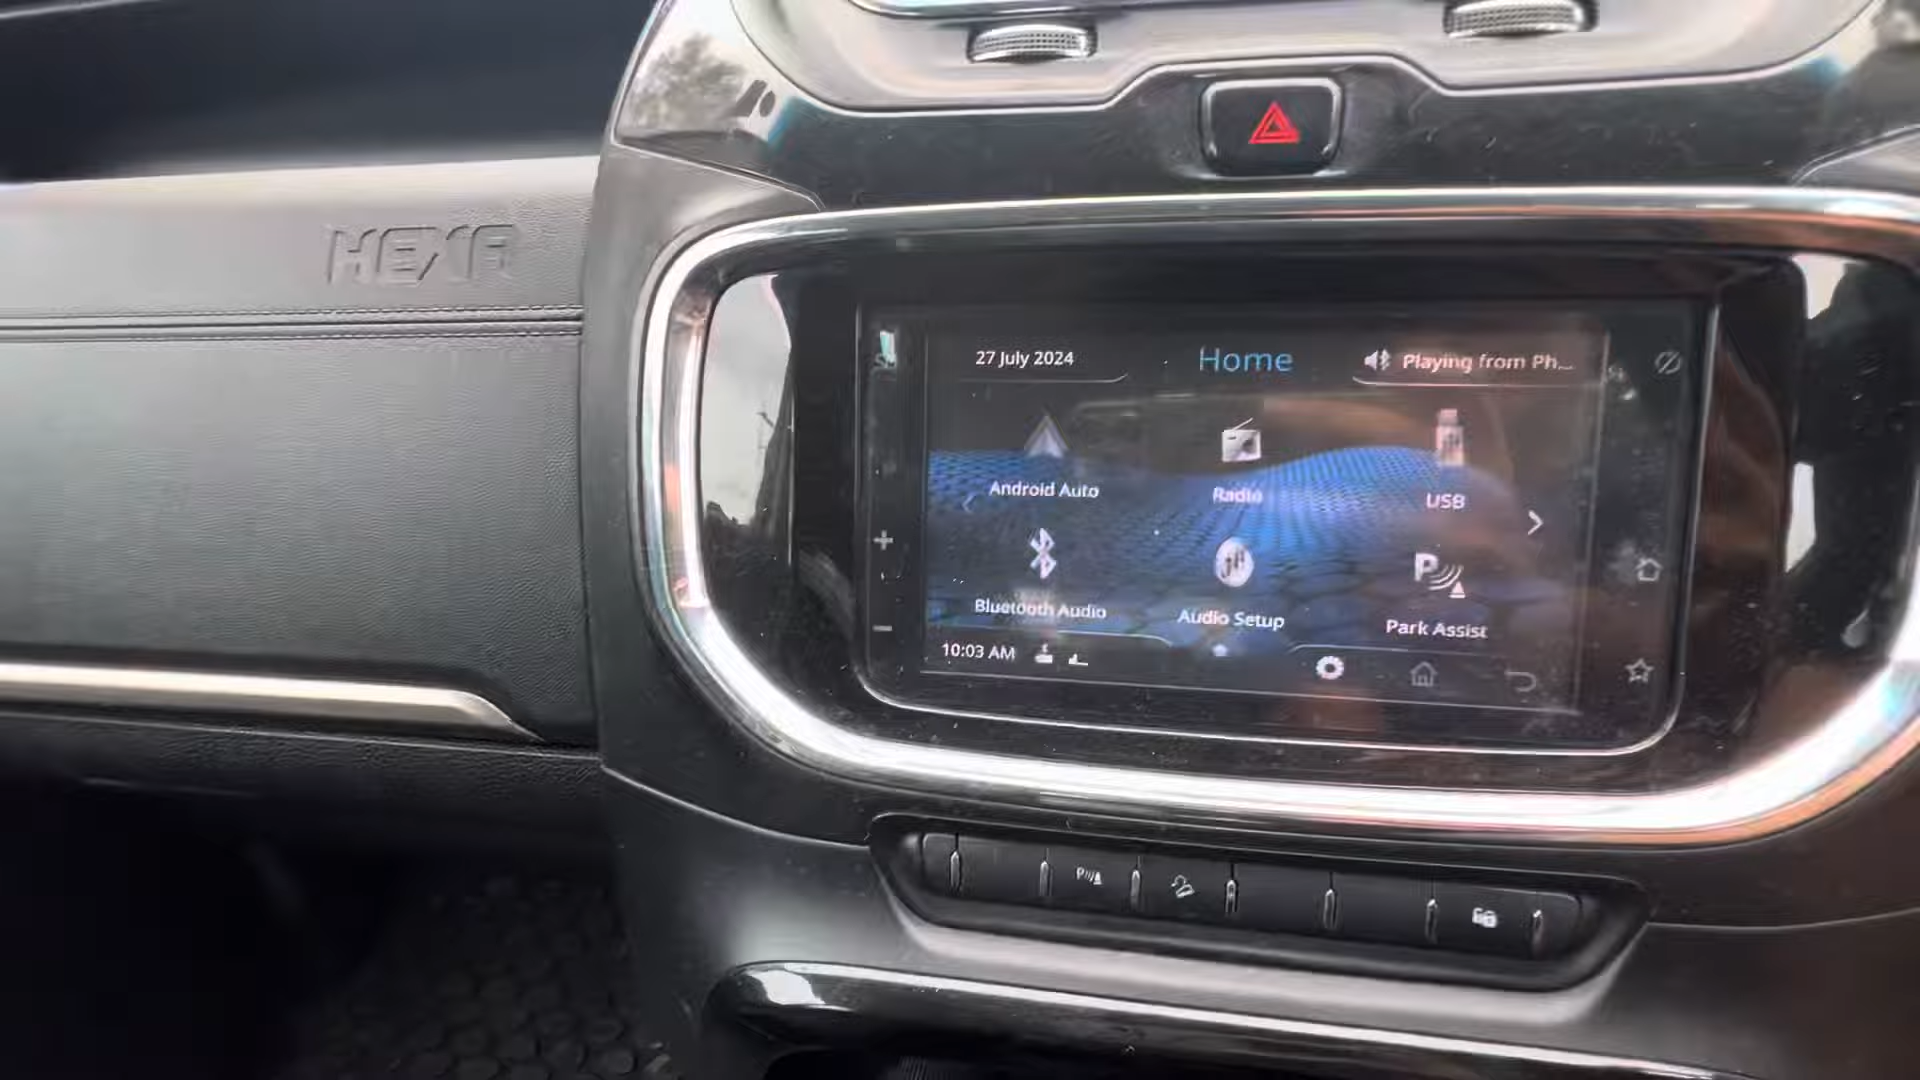 HEXA
27 July 2024
Home
Playing from Ph...
Android Auto
Radio
USB
Bluetooth Audio
Audio Setup
P
Park Assist
10:03 AM
P